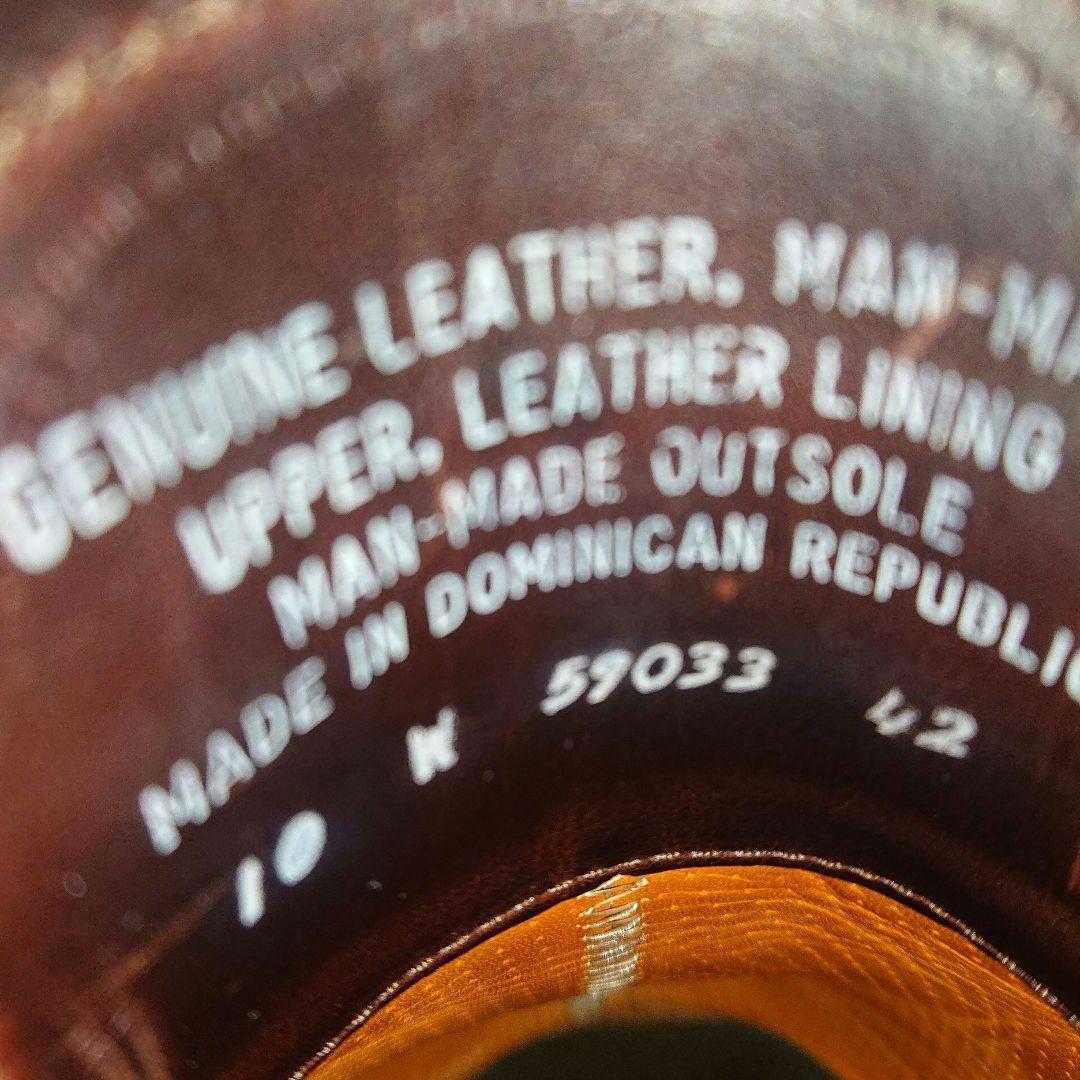 GENUINE LEATHER, MAN-MA
UPPER, LEATHER LINING
MAN-MADE OUTSOLE
MADE IN DOMINICAN REPUBLIC
10 W 59033 42